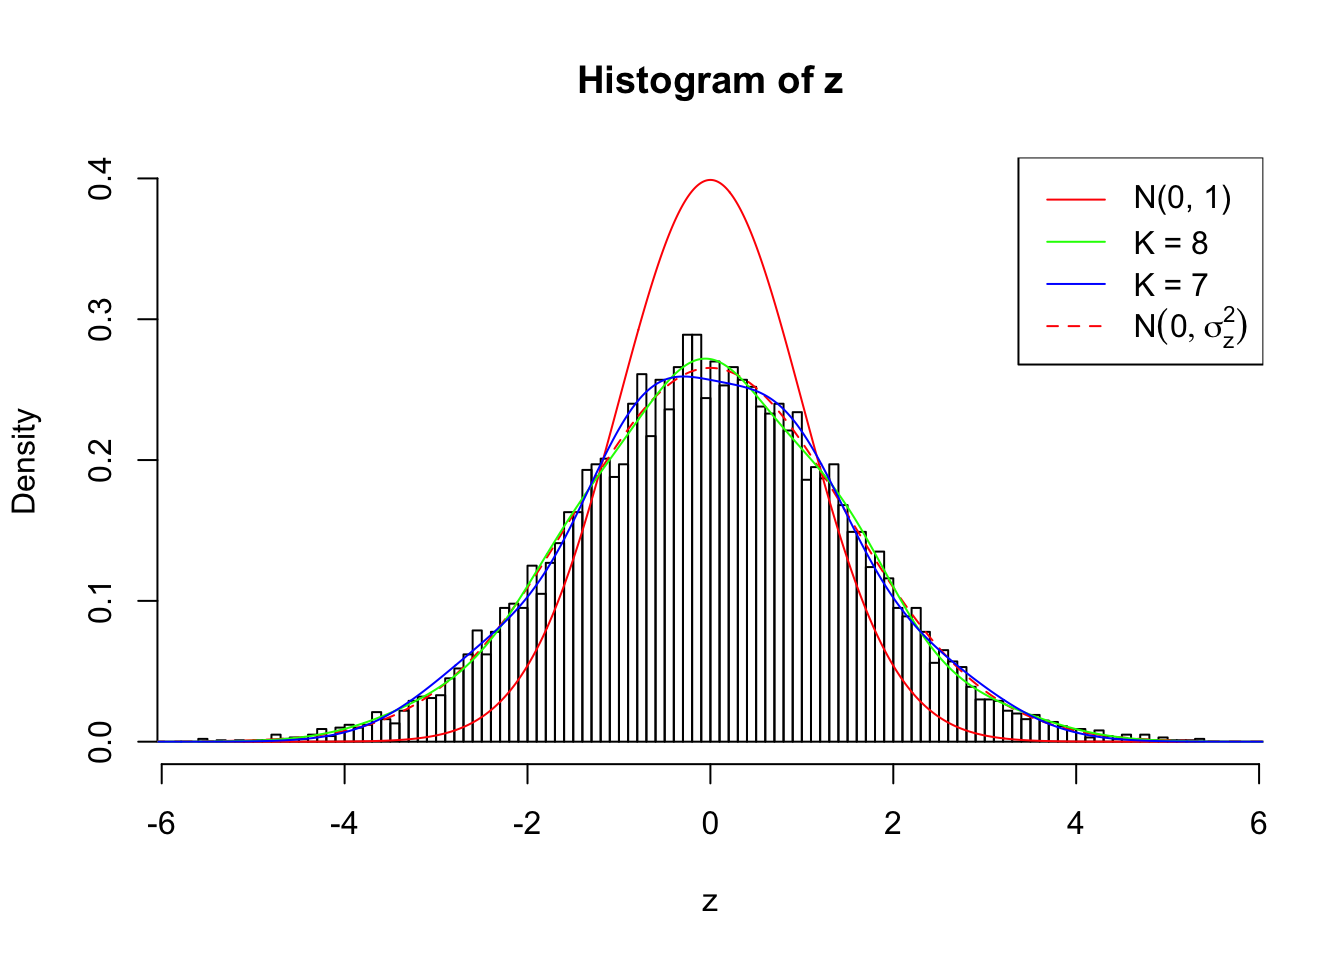 Histogram of z
N(0, 1)
K = 8
K = 7
N(0, σz²)
Density
0.0
0.1
0.2
0.3
0.4
-6 -4 -2 0 2 4 6
z